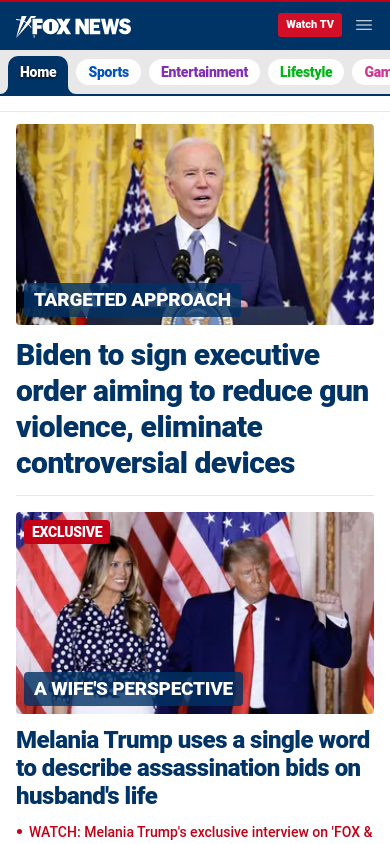 FOX NEWS
Watch TV
Home
Sports
Entertainment
Lifestyle
Gam
TARGETED APPROACH
Biden to sign executive
order aiming to reduce gun
violence, eliminate
controversial devices
EXCLUSIVE
A WIFE'S PERSPECTIVE
Melania Trump uses a single word
to describe assassination bids on
husband's life
• WATCH: Melania Trump's exclusive interview on 'FOX &